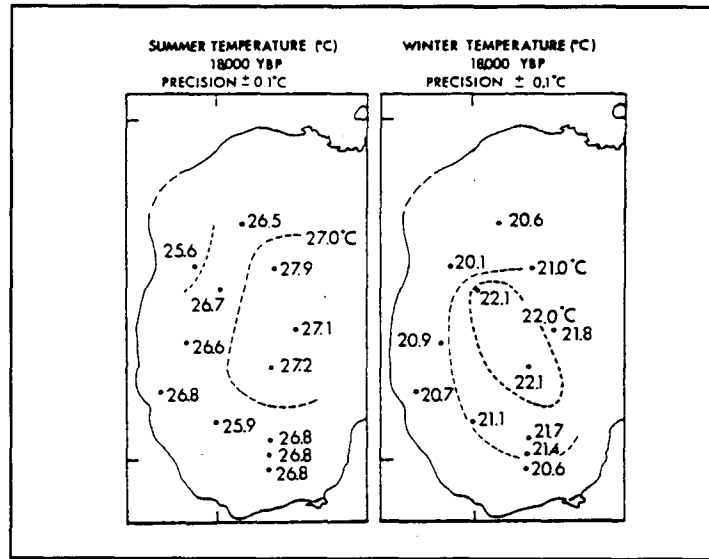 SUMMER TEMPERATURE (°C)
18000 YBP
PRECISION ± 0.1°C
26.5
27.0°C
25.6
27.9
26.7
27.1
26.6
27.2
26.8
25.9
26.8
26.8
26.8
WINTER TEMPERATURE (°C)
18000 YBP
PRECISION ± 0,1°C
20.6
20.1
21.0°C
22.1
22.0°C
21.8
20.9
22.1
20.7
21.1
21.7
21.4
20.6